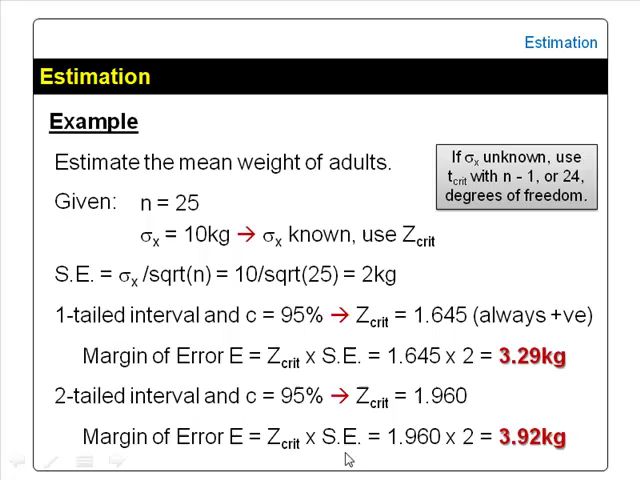 Estimation
Estimation
Example
Estimate the mean weight of adults.
If σx unknown, use
tcrit with n - 1, or 24,
degrees of freedom.
Given: n = 25
σx = 10kg → σx known, use Zcrit
S.E. = σx /sqrt(n) = 10/sqrt(25) = 2kg
1-tailed interval and c = 95% → Zcrit = 1.645 (always +ve)
Margin of Error E = Zcrit x S.E. = 1.645 x 2 = 3.29kg
2-tailed interval and c = 95% → Zcrit = 1.960
Margin of Error E = Zcrit x S.E. = 1.960 x 2 = 3.92kg